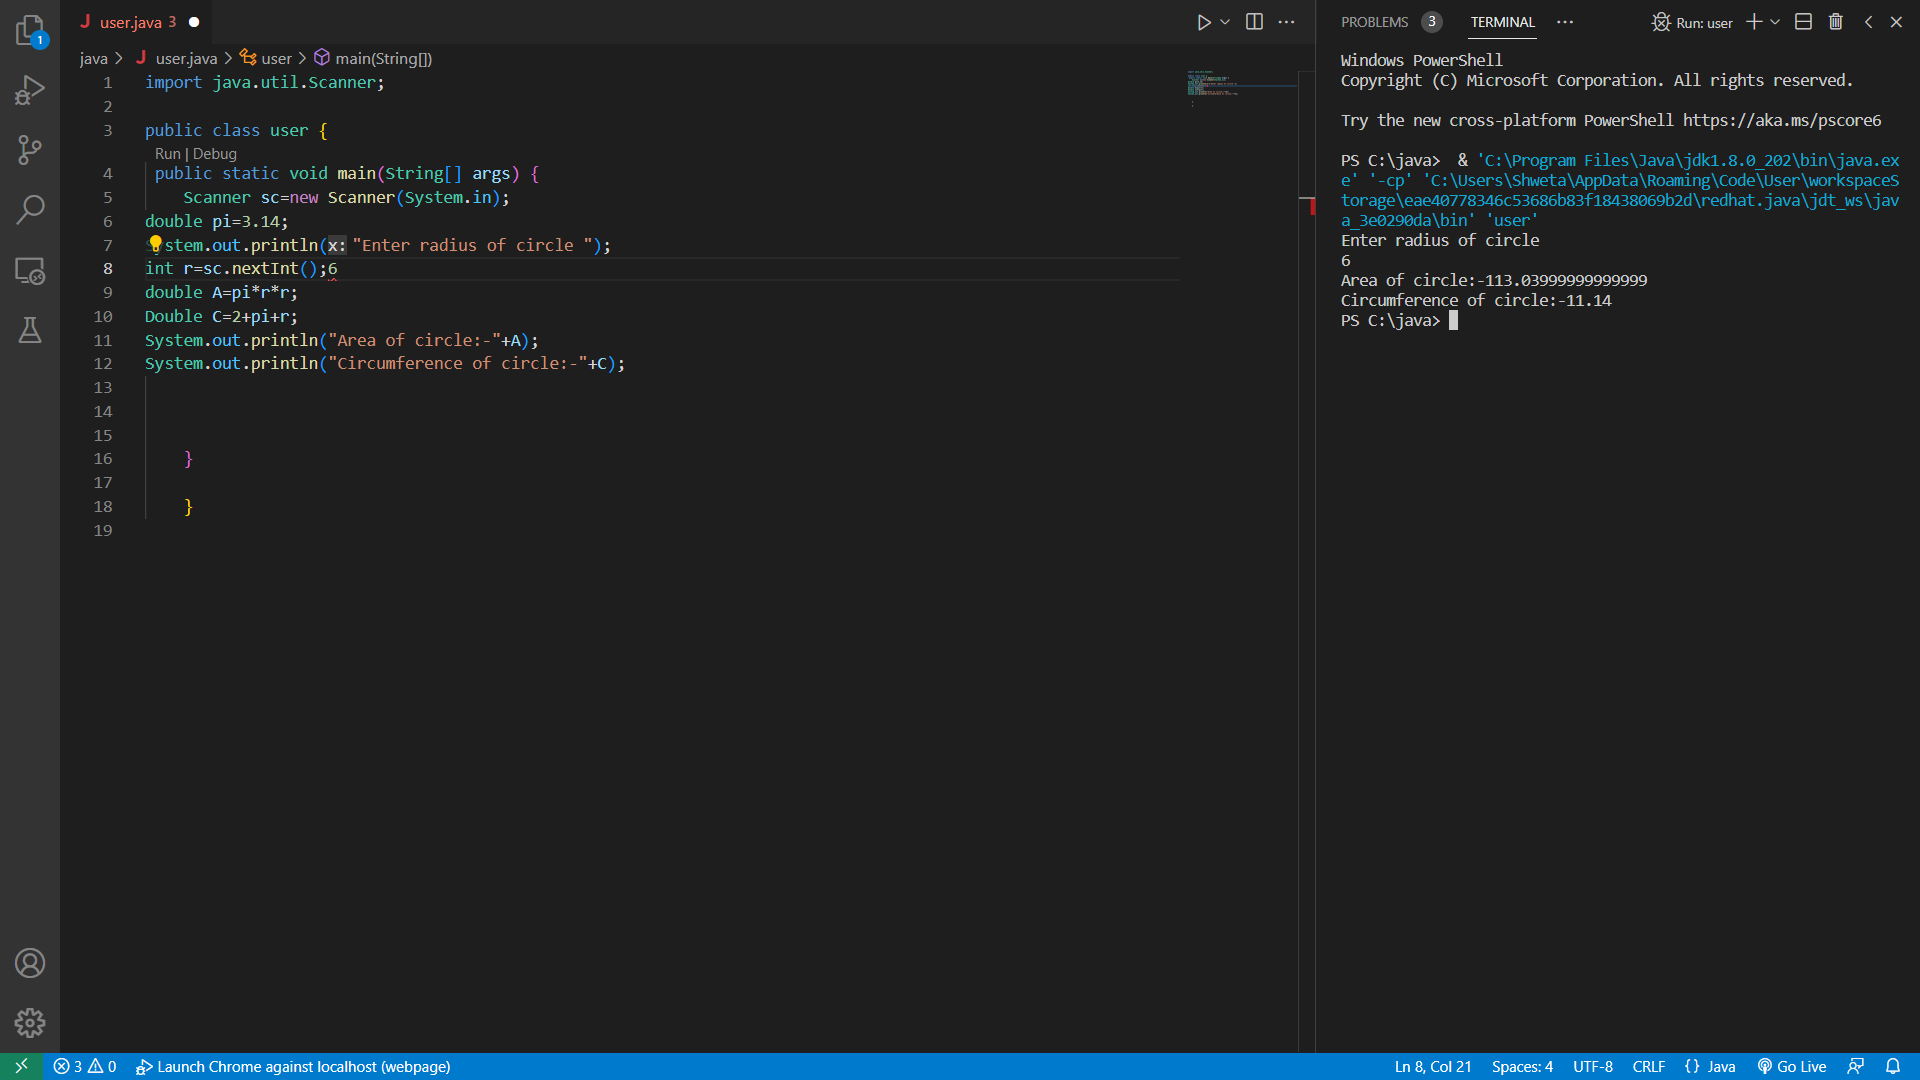 1
J user.java 3
java > J user.java > user > main(String[])
1 import java.util.Scanner;
2
3 public class user {
Run | Debug
4 public static void main(String[] args) {
5 Scanner sc=new Scanner(System.in);
6 double pi=3.14;
7 System.out.println(x: "Enter radius of circle ");
8 int r=sc.nextInt();6
9 double A=pi*r*r;
10 Double C=2+pi+r;
11 System.out.println("Area of circle:-"+A);
12 System.out.println("Circumference of circle:-"+C);
13
14
15
16 }
17
18 }
19
PROBLEMS 3 TERMINAL ··· Run: user
Windows PowerShell
Copyright (C) Microsoft Corporation. All rights reserved.
Try the new cross-platform PowerShell https://aka.ms/pscore6
PS C:\java>  & 'C:\Program Files\Java\jdk1.8.0_202\bin\java.ex
e' '-cp' 'C:\Users\Shweta\AppData\Roaming\Code\User\workspaceS
torage\eae40778346c53686b83f18438069b2d\redhat.java\jdt_ws\jav
a_3e0290da\bin' 'user'
Enter radius of circle
6
Area of circle:-113.03999999999999
Circumference of circle:-11.14
PS C:\java>
3 0 Launch Chrome against localhost (webpage) Ln 8, Col 21 Spaces: 4 UTF-8 CRLF {} Java Go Live